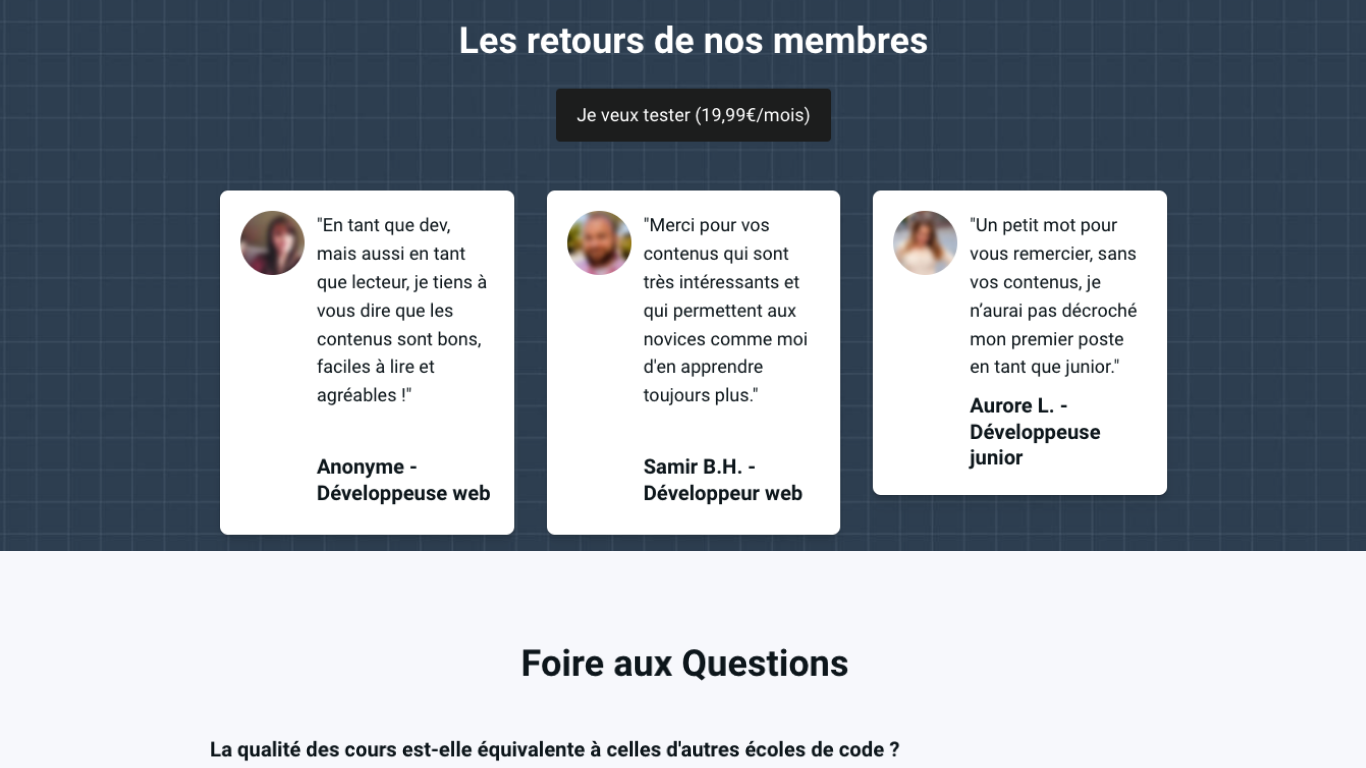 Les retours de nos membres
Je veux tester (19,99€/mois)
"En tant que dev,
mais aussi en tant
que lecteur, je tiens à
vous dire que les
contenus sont bons,
faciles à lire et
agréables !"
Anonyme -
Développeuse web
"Merci pour vos
contenus qui sont
très intéressants et
qui permettent aux
novices comme moi
d'en apprendre
toujours plus."
Samir B.H. -
Développeur web
"Un petit mot pour
vous remercier, sans
vos contenus, je
n’aurai pas décroché
mon premier poste
en tant que junior."
Aurore L. -
Développeuse
junior
Foire aux Questions
La qualité des cours est-elle équivalente à celles d'autres écoles de code ?